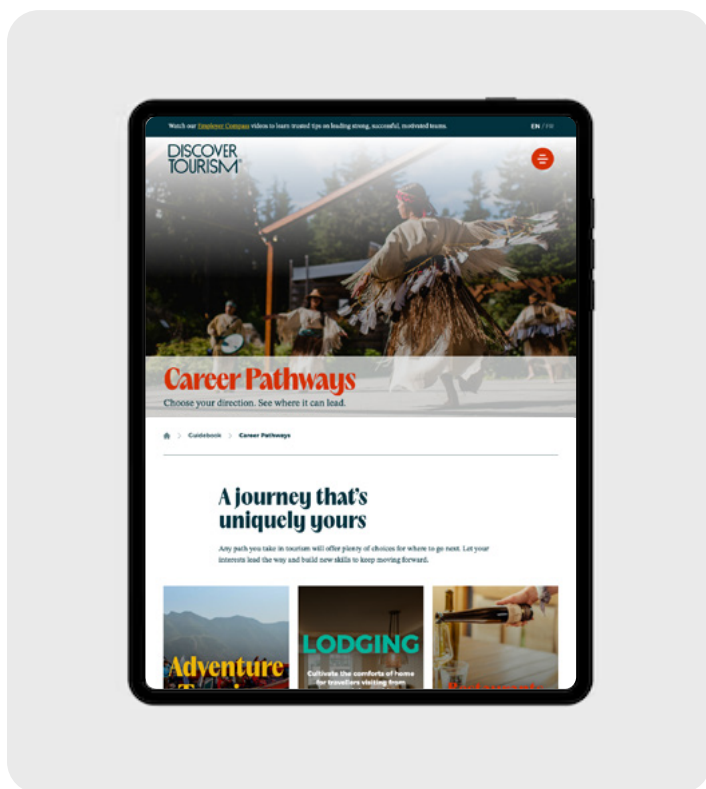 Watch our Employer Compass videos to learn trusted tips on leading strong, successful, motivated teams.
EN / FR
DISCOVER
TOURISM®
Career Pathways
Choose your direction. See where it can lead.
Guidebook > Career Pathways
A journey that's
uniquely yours
Any path you take in tourism will offer plenty of choices for where to go next. Let your
interests lead the way and build new skills to keep moving forward.
Adventure
LODGING
Cultivate the comforts of home
for travellers visiting from